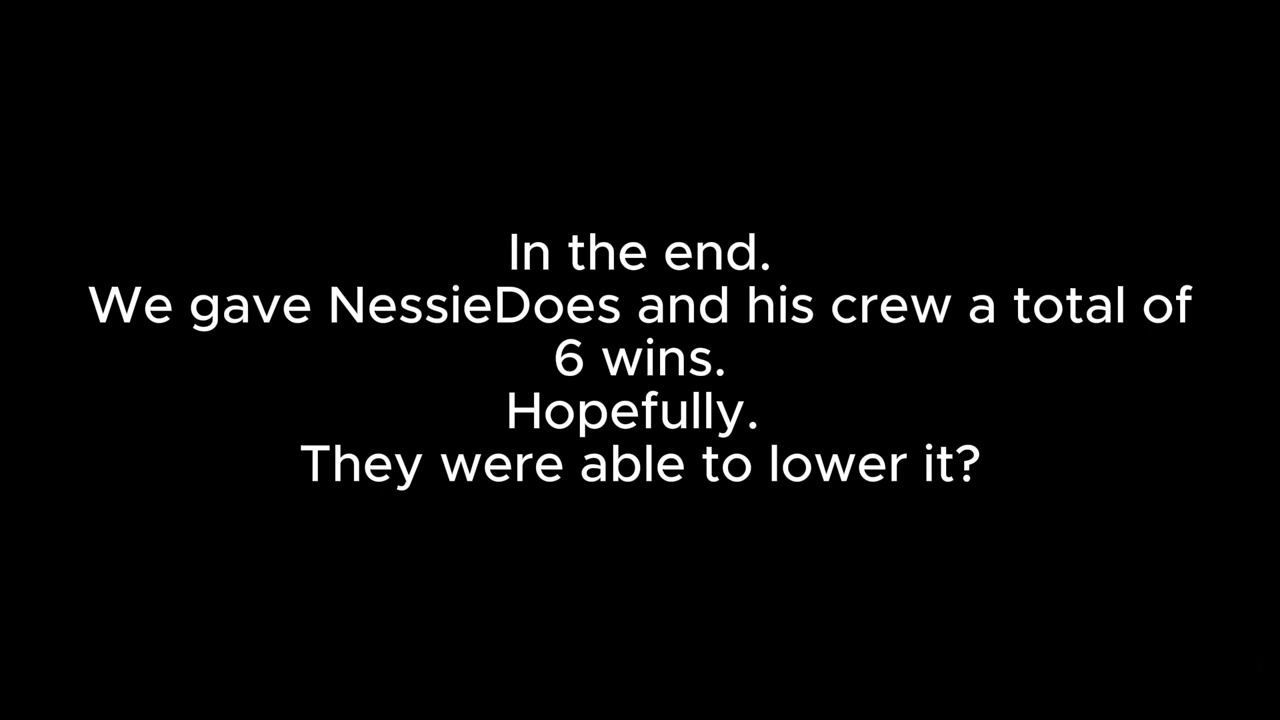 In the end.
We gave NessieDoes and his crew a total of
6 wins.
Hopefully.
They were able to lower it?